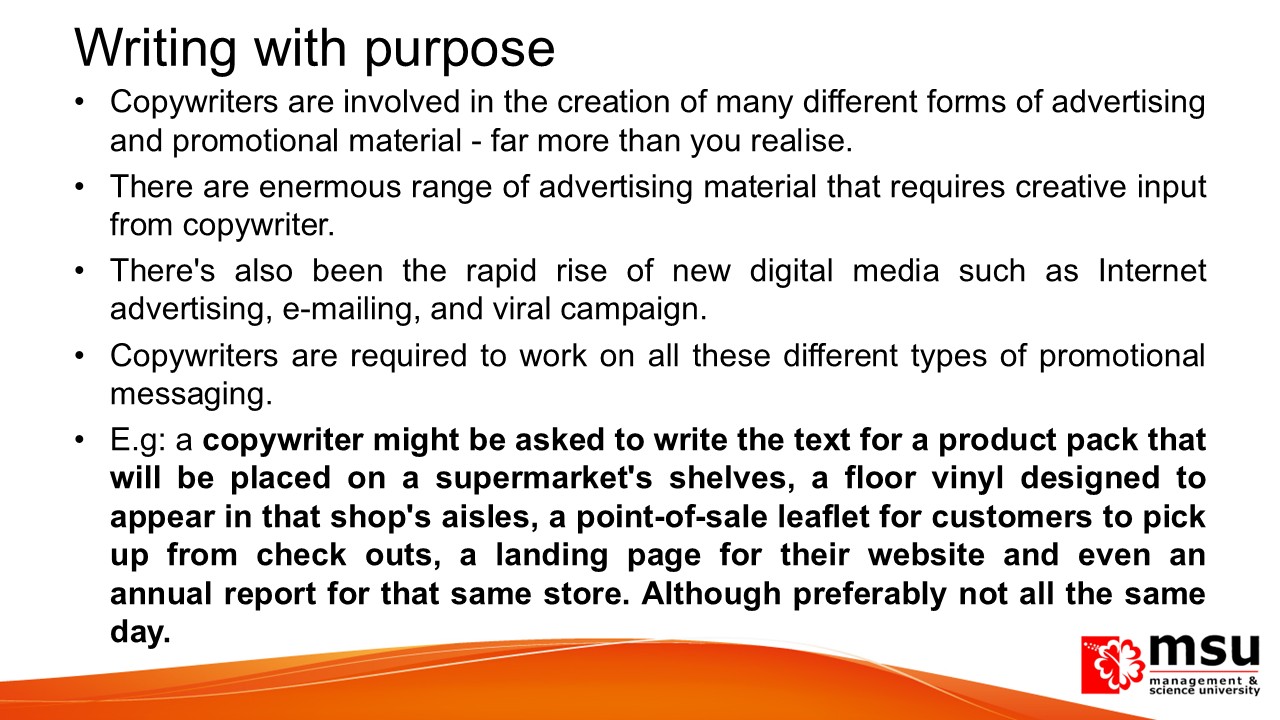 Writing with purpose
• Copywriters are involved in the creation of many different forms of advertising
and promotional material - far more than you realise.
• There are enermous range of advertising material that requires creative input
from copywriter.
• There's also been the rapid rise of new digital media such as Internet
advertising, e-mailing, and viral campaign.
• Copywriters are required to work on all these different types of promotional
messaging.
• E.g: a copywriter might be asked to write the text for a product pack that
will be placed on a supermarket's shelves, a floor vinyl designed to
appear in that shop's aisles, a point-of-sale leaflet for customers to pick
up from check outs, a landing page for their website and even an
annual report for that same store. Although preferably not all the same
day.
msu
management &
science university